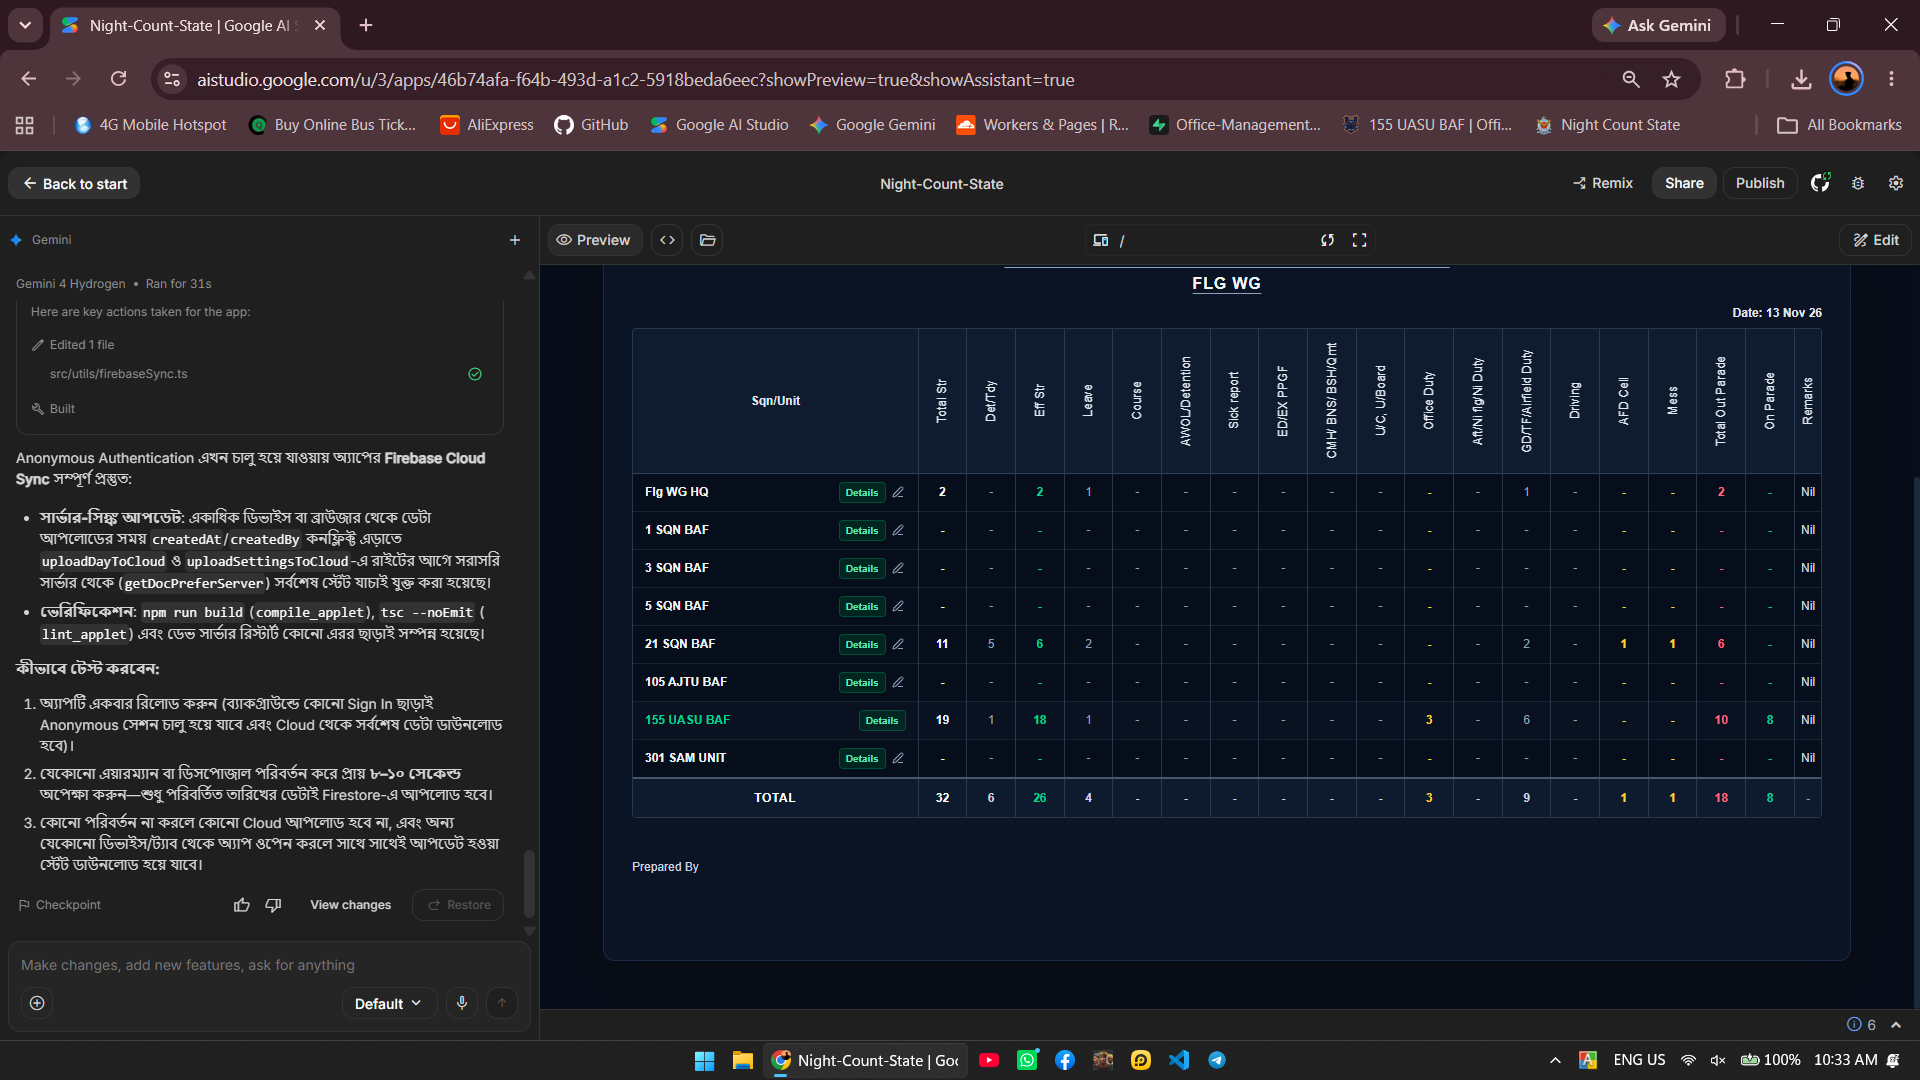 Night-Count-State | Google AI S
Ask Gemini
aistudio.google.com/u/3/apps/46b74afa-f64b-493d-a1c2-5918beda6eec?showPreview=true&showAssistant=true
4G Mobile Hotspot
Buy Online Bus Tick...
AliExpress
GitHub
Google AI Studio
Google Gemini
Workers & Pages | R...
Office-Management...
155 UASU BAF | Offi...
Night Count State
All Bookmarks
Back to start
Night-Count-State
Remix
Share
Publish
Gemini
Gemini 4 Hydrogen • Ran for 31s
Here are key actions taken for the app:
Edited 1 file
src/utils/firebaseSync.ts
Built
Anonymous Authentication এখন চালু হয়ে যাওয়ায় অ্যাপের Firebase Cloud
Sync সম্পূর্ণ প্রস্তুত:
• সার্ভার-সিঙ্ক আপডেট: একাধিক ডিভাইস বা ব্রাউজার থেকে ডেটা
আপলোডের সময় createdAt/createdBy কনফ্লিক্ট এড়াতে
uploadDayToCloud ও uploadSettingsToCloud-এ রাইটের আগে সরাসরি
সার্ভার থেকে (getDocPreferServer) সর্বশেষ স্টেট যাচাই যুক্ত করা হয়েছে।
• ভেরিফিকেশন: npm run build (compile_applet), tsc --noEmit (
lint_applet) এবং ডেভ সার্ভার রিস্টার্ট কোনো এরর ছাড়াই সম্পন্ন হয়েছে।
কীভাবে টেস্ট করবেন:
1. অ্যাপটি একবার রিলোড করুন (ব্যাকগ্রাউন্ডে কোনো Sign In ছাড়াই
Anonymous সেশন চালু হয়ে যাবে এবং Cloud থেকে সর্বশেষ ডেটা ডাউনলোড
হবে)।
2. যেকোনো এয়ারম্যান বা ডিসপোজাল পরিবর্তন করে প্রায় ৮–১০ সেকেন্ড
অপেক্ষা করুন—শুধু পরিবর্তিত তারিখের ডেটাই Firestore-এ আপলোড হবে।
3. কোনো পরিবর্তন না করলে কোনো Cloud আপলোড হবে না, এবং অন্য
যেকোনো ডিভাইস/ট্যাব থেকে অ্যাপ ওপেন করলে সাথে সাথেই আপডেট হওয়া
স্টেট ডাউনলোড হয়ে যাবে।
Checkpoint
View changes
Restore
Make changes, add new features, ask for anything
Default
Preview
/
Edit
FLG WG
Date: 13 Nov 26
Sqn/Unit Total Str Det/Tdy Eff Str Leave Course AWOL/Detention Sick report ED/EX PPGF CMH/ BNS/ BSH/Qmt U/C, U/Board Office Duty Aft/Ni flg/Ni Duty GD/TF/Airfield Duty Driving AFD Cell Mess Total Out Parade On Parade Remarks
Flg WG HQ Details 2 - 2 1 - - - - - - - - 1 - - - 2 - Nil
1 SQN BAF Details - - - - - - - - - - - - - - - - - - Nil
3 SQN BAF Details - - - - - - - - - - - - - - - - - - Nil
5 SQN BAF Details - - - - - - - - - - - - - - - - - - Nil
21 SQN BAF Details 11 5 6 2 - - - - - - - - 2 - 1 1 6 - Nil
105 AJTU BAF Details - - - - - - - - - - - - - - - - - - Nil
155 UASU BAF Details 19 1 18 1 - - - - - - 3 - 6 - - - 10 8 Nil
301 SAM UNIT Details - - - - - - - - - - - - - - - - - - Nil
TOTAL 32 6 26 4 - - - - - - 3 - 9 - 1 1 18 8 -
Prepared By
6
Night-Count-State | Goo
ENG US
100%
10:33 AM